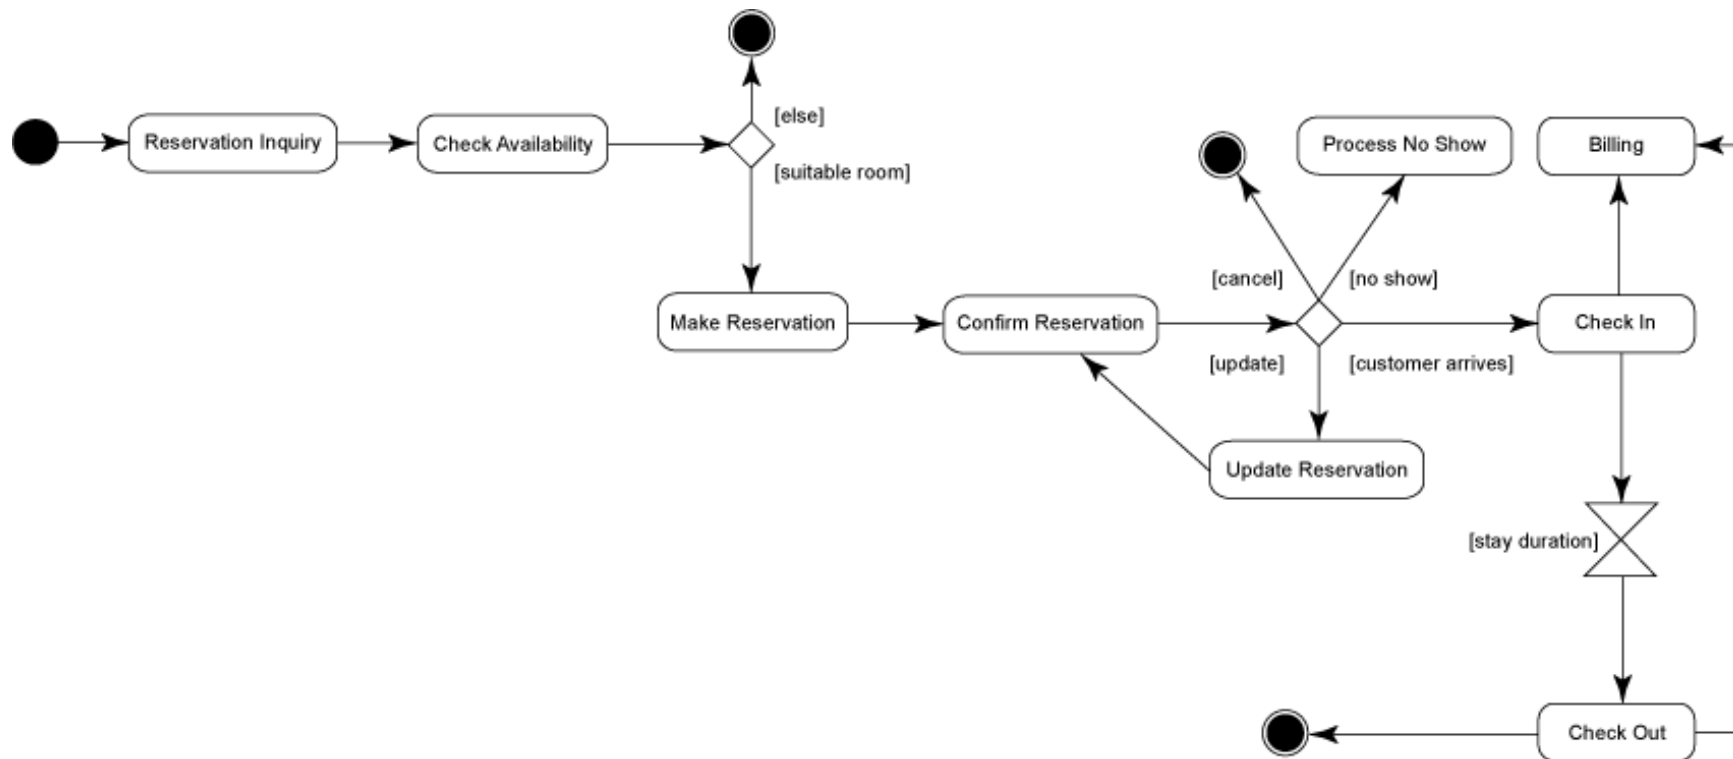 [else]
Reservation Inquiry
Check Availability
[suitable room]
Process No Show
Billing
[cancel]
[no show]
Make Reservation
Confirm Reservation
Check In
[update]
[customer arrives]
Update Reservation
[stay duration]
Check Out